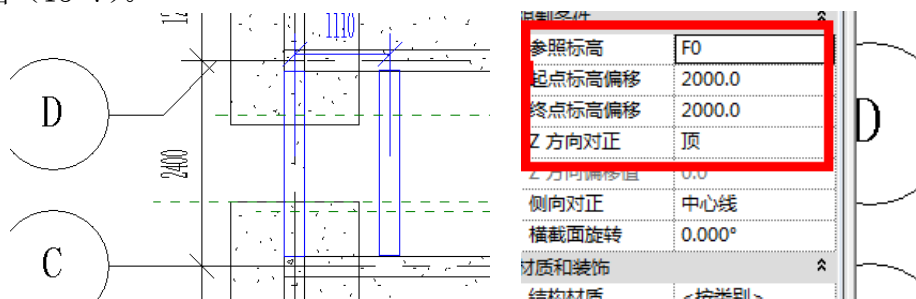 1110
D
2400
C
限制条件
参照标高 F0
起点标高偏移 2000.0
终点标高偏移 2000.0
Z 方向对正 顶
Z 方向偏移值 0.0
侧向对正 中心线
横截面旋转 0.000°
材质和装饰
结构材质 <按类别>
D